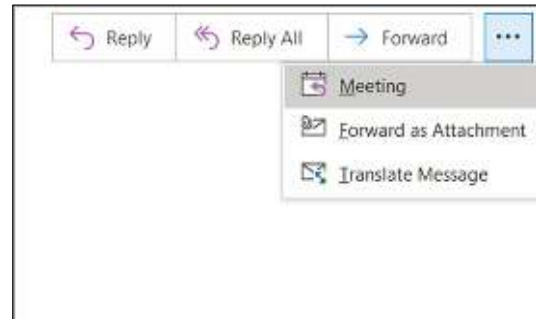 Reply Reply All Forward ...
Meeting
Forward as Attachment
Translate Message